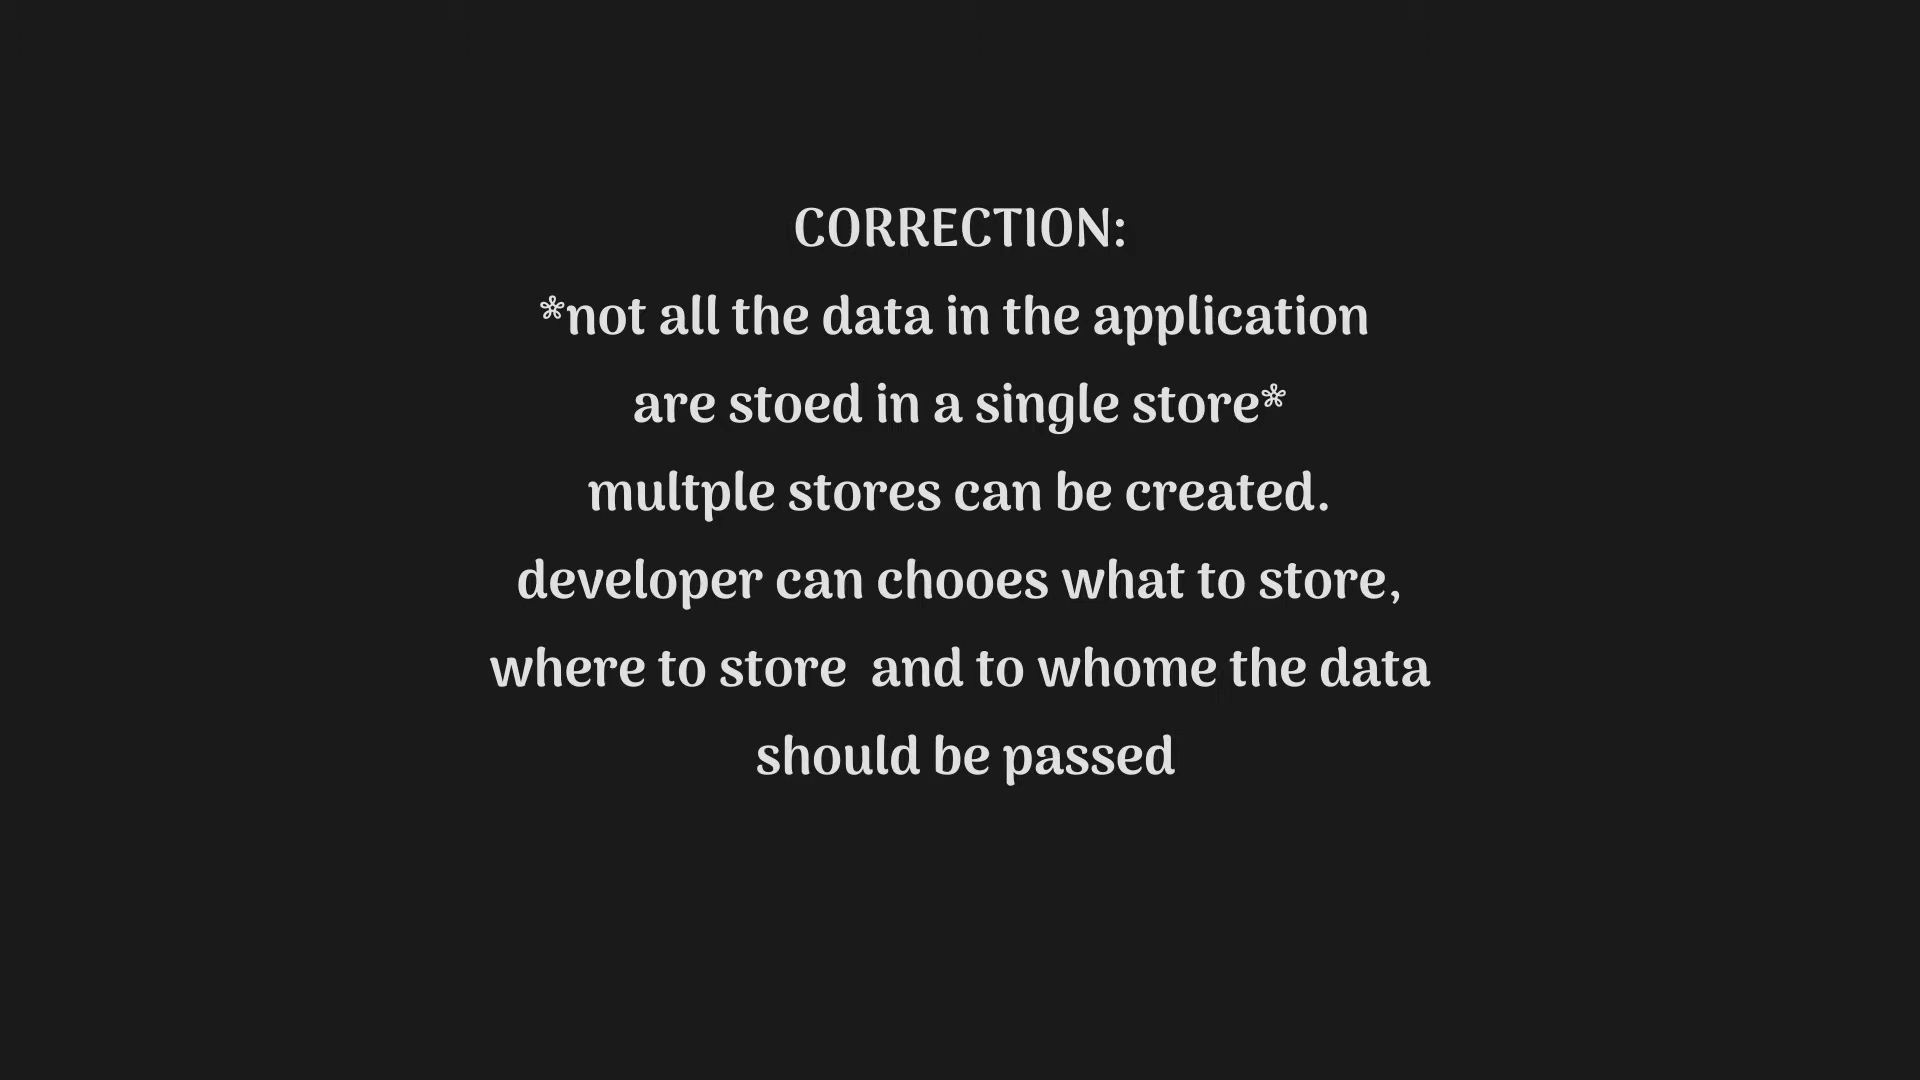 CORRECTION:
*not all the data in the application
are stoed in a single store*
multple stores can be created.
developer can chooes what to store,
where to store  and to whome the data
should be passed